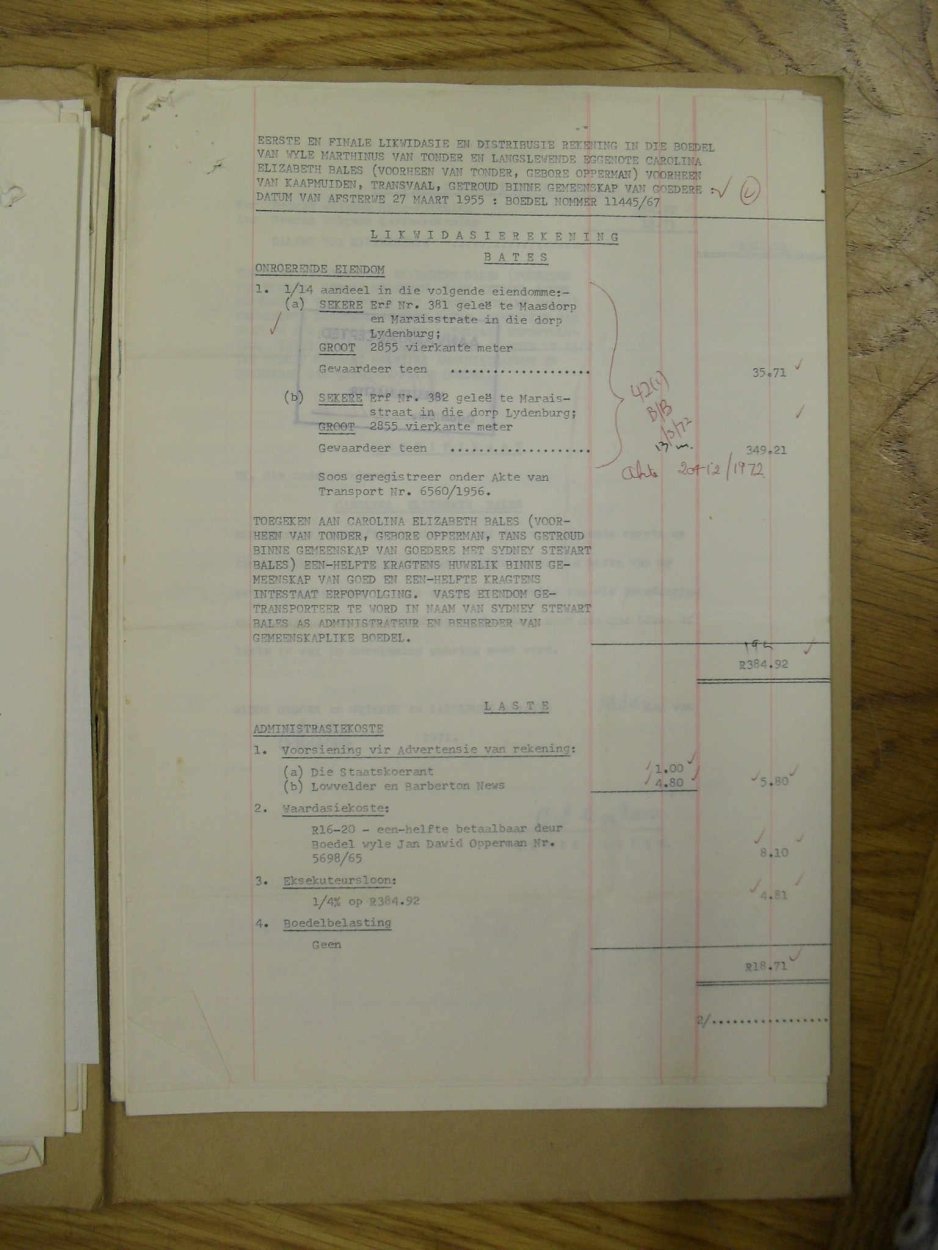 EERSTE EN FINALE LIKWIDASIE EN DISTRIBUSIE REKENING IN DIE BOEDEL
VAN WYLE MARTHINUS VAN TONDER EN LANGSLEWENDE EGGENOTE CAROLINA
ELIZABETH BALES (VOORHEEN VAN TONDER, GEBORE OPPERMAN) VOORHEEN
VAN KAAPMUIDEN, TRANSVAAL, GETROUD BINNE GEMEENSKAP VAN GOEDERE :
DATUM VAN AFSTERWE 27 MAART 1955 : BOEDEL NOMMER 11445/67
LIKWIDASIEREKENING
BATES
ONROERENDE EIENDOM
1. 1/14 aandeel in die volgende eiendomme:-
(a) SEKERE Erf Nr. 381 geleë te Maasdorp
en Maraisstrate in die dorp
Lydenburg;
GROOT 2855 vierkante meter
Gewaardeer teen .................... 35.71
(b) SEKERE Erf Nr. 382 geleë te Marais-
straat in die dorp Lydenburg;
GROOT 2855 vierkante meter
Gewaardeer teen .................... 349.21
42(1)
B/B
13/3/72
Soos geregistreer onder Akte van
Transport Nr. 6560/1956.
TOEGEKEN AAN CAROLINA ELIZABETH BALES (VOOR-
HEEN VAN TONDER, GEBORE OPPERMAN, TANS GETROUD
BINNE GEMEENSKAP VAN GOEDERE MET SYDNEY STEWART
BALES) EEN-HELFTE KRAGTENS HUWELIK BINNE GE-
MEENSKAP VAN GOED EN EEN-HELFTE KRAGTENS
INTESTAAT ERFOPVOLGING. VASTE EIENDOM GE-
TRANSPORTEER TE WORD IN NAAM VAN SYDNEY STEWART
BALES AS ADMINISTRATEUR EN BEHEERDER VAN
GEMEENSKAPLIKE BOEDEL.
R384.92
LASTE
ADMINISTRASIEKOSTE
1. Voorsiening vir Advertensie van rekening:
(a) Die Staatskoerant 1.00
(b) Lowvelder en Barberton News 4.80 5.80
2. Waardasiekoste:
R16-20 - een-helfte betaalbaar deur
Boedel wyle Jan Dawid Opperman Nr.
5698/65 8.10
3. Eksekuteursloon:
1/4% op R384.92 4.81
4. Boedelbelasting
Geen
R18.71
2/..................